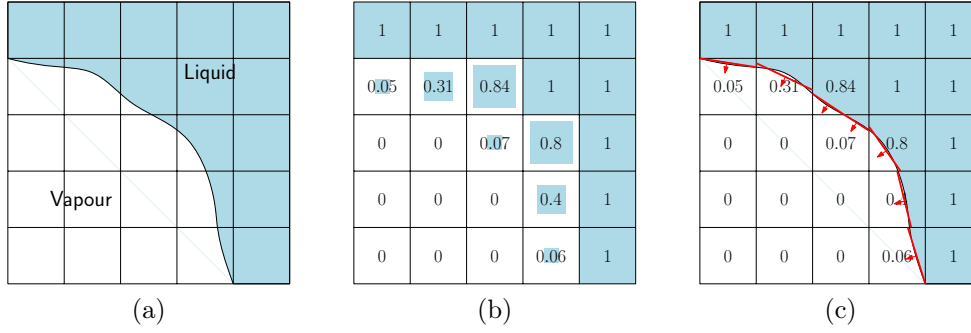 Liquid
Vapour
(a)
1 1 1 1 1
0.05 0.31 0.84 1 1
0 0 0.07 0.8 1
0 0 0 0.4 1
0 0 0 0.06 1
(b)
1 1 1 1 1
0.05 0.31 0.84 1 1
0 0 0.07 0.8 1
0 0 0 1
0 0 0 0.06 1
(c)